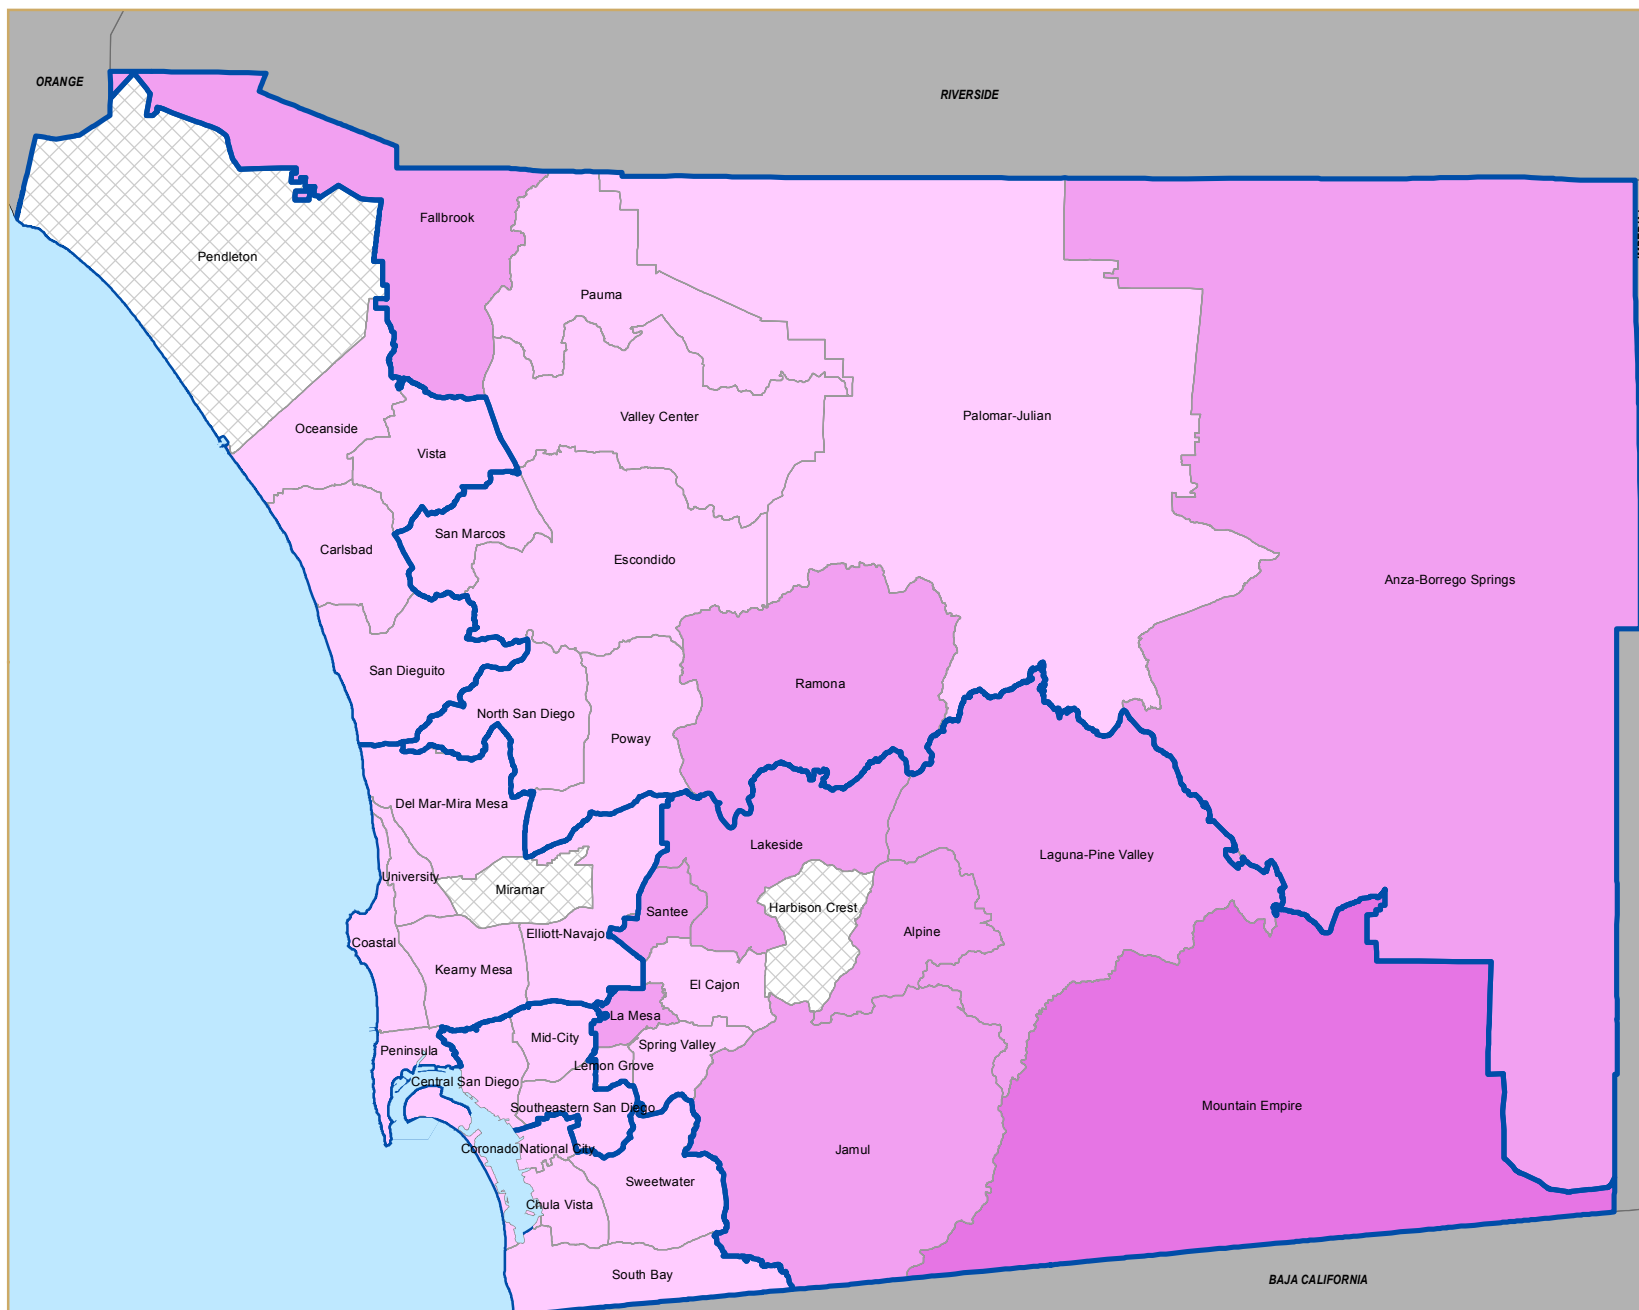 ORANGE
RIVERSIDE
Fallbrook
Pendleton
Pauma
Palomar-Julian
Valley Center
Oceanside
Vista
San Marcos
Carlsbad
Escondido
Anza-Borrego Springs
San Dieguito
Ramona
North San Diego
Poway
Del Mar-Mira Mesa
Lakeside
Laguna-Pine Valley
University
Miramar
Harbison Crest
Santee
Elliott-Navajo
Alpine
Coastal
Kearny Mesa
El Cajon
La Mesa
Mid-City
Spring Valley
Peninsula
Lemon Grove
Central San Diego
Southeastern San Diego
Mountain Empire
Coronado
National City
Jamul
Sweetwater
Chula Vista
South Bay
BAJA CALIFORNIA